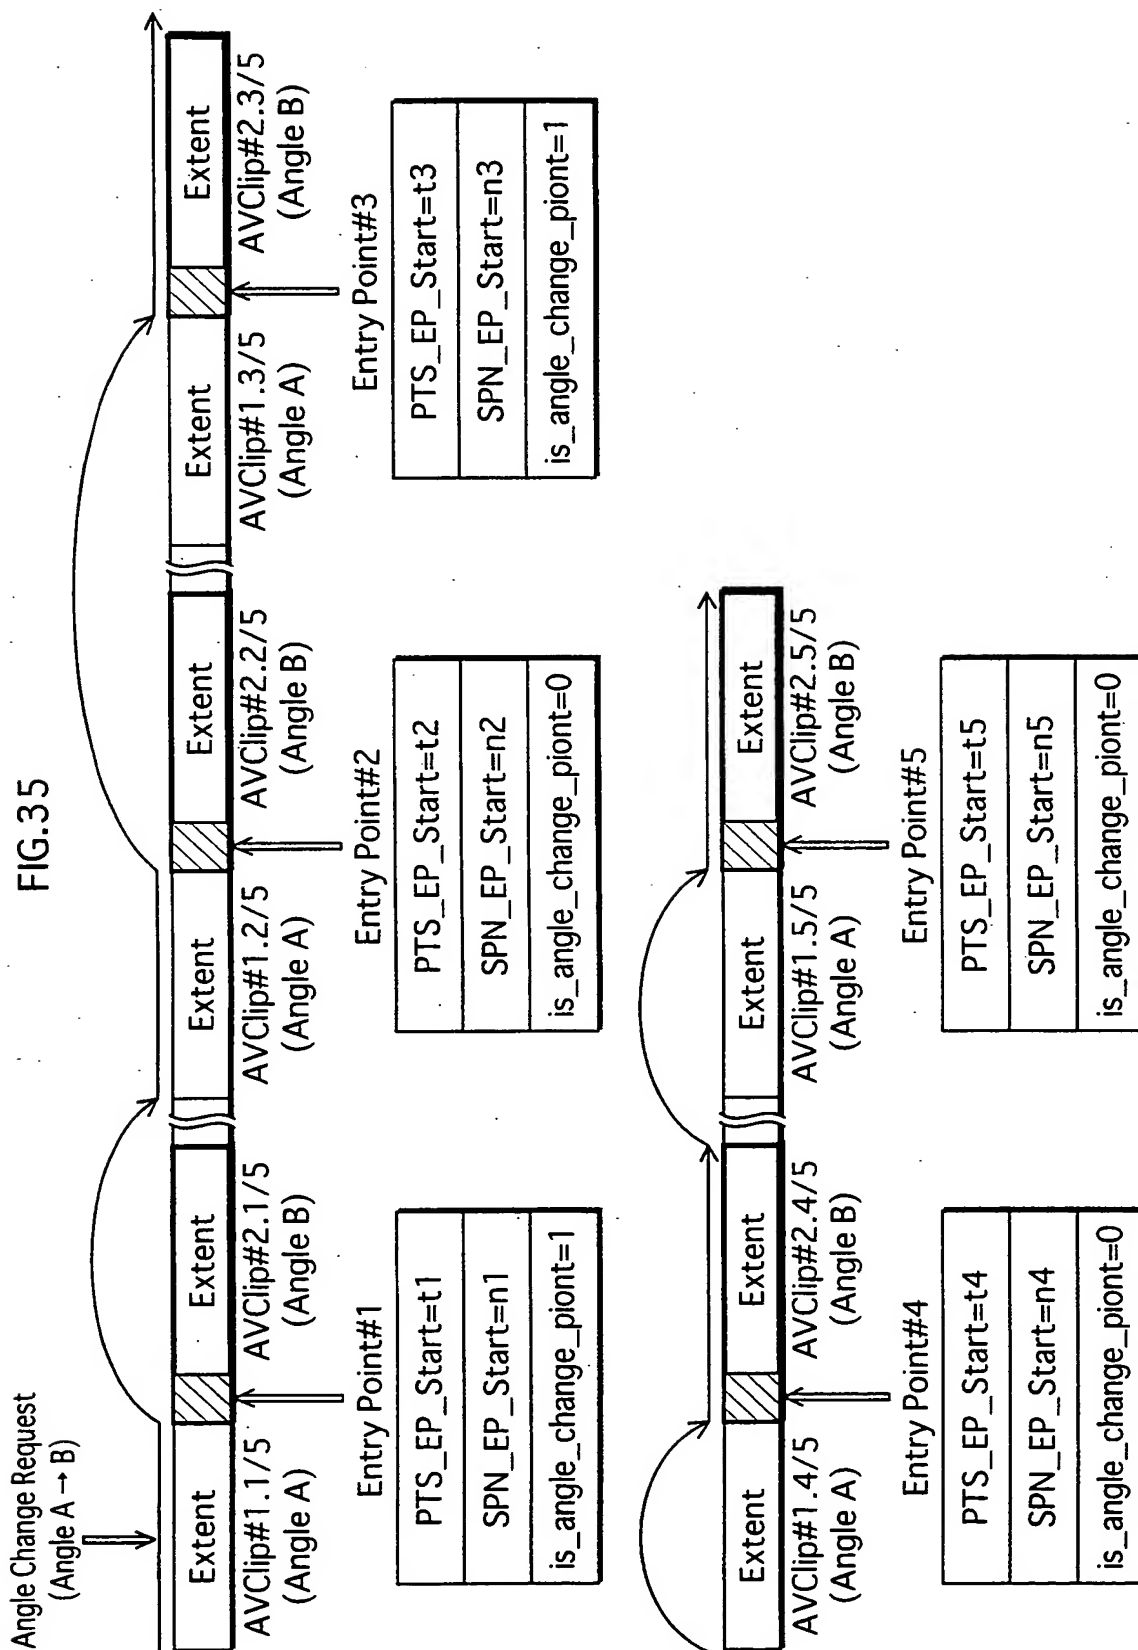 FIG.35
Angle Change Request
(Angle A → B)
Extent
Extent
Extent
Extent
Extent
Extent
AVClip#1.1/5
(Angle A)
AVClip#2.1/5
(Angle B)
AVClip#1.2/5
(Angle A)
AVClip#2.2/5
(Angle B)
AVClip#1.3/5
(Angle A)
AVClip#2.3/5
(Angle B)
Entry Point#1
PTS_EP_Start=t1
SPN_EP_Start=n1
is_angle_change_piont=1
Entry Point#2
PTS_EP_Start=t2
SPN_EP_Start=n2
is_angle_change_piont=0
Entry Point#3
PTS_EP_Start=t3
SPN_EP_Start=n3
is_angle_change_piont=1
Extent
Extent
Extent
Extent
AVClip#1.4/5
(Angle A)
AVClip#2.4/5
(Angle B)
AVClip#1.5/5
(Angle A)
AVClip#2.5/5
(Angle B)
Entry Point#4
PTS_EP_Start=t4
SPN_EP_Start=n4
is_angle_change_piont=0
Entry Point#5
PTS_EP_Start=t5
SPN_EP_Start=n5
is_angle_change_piont=0